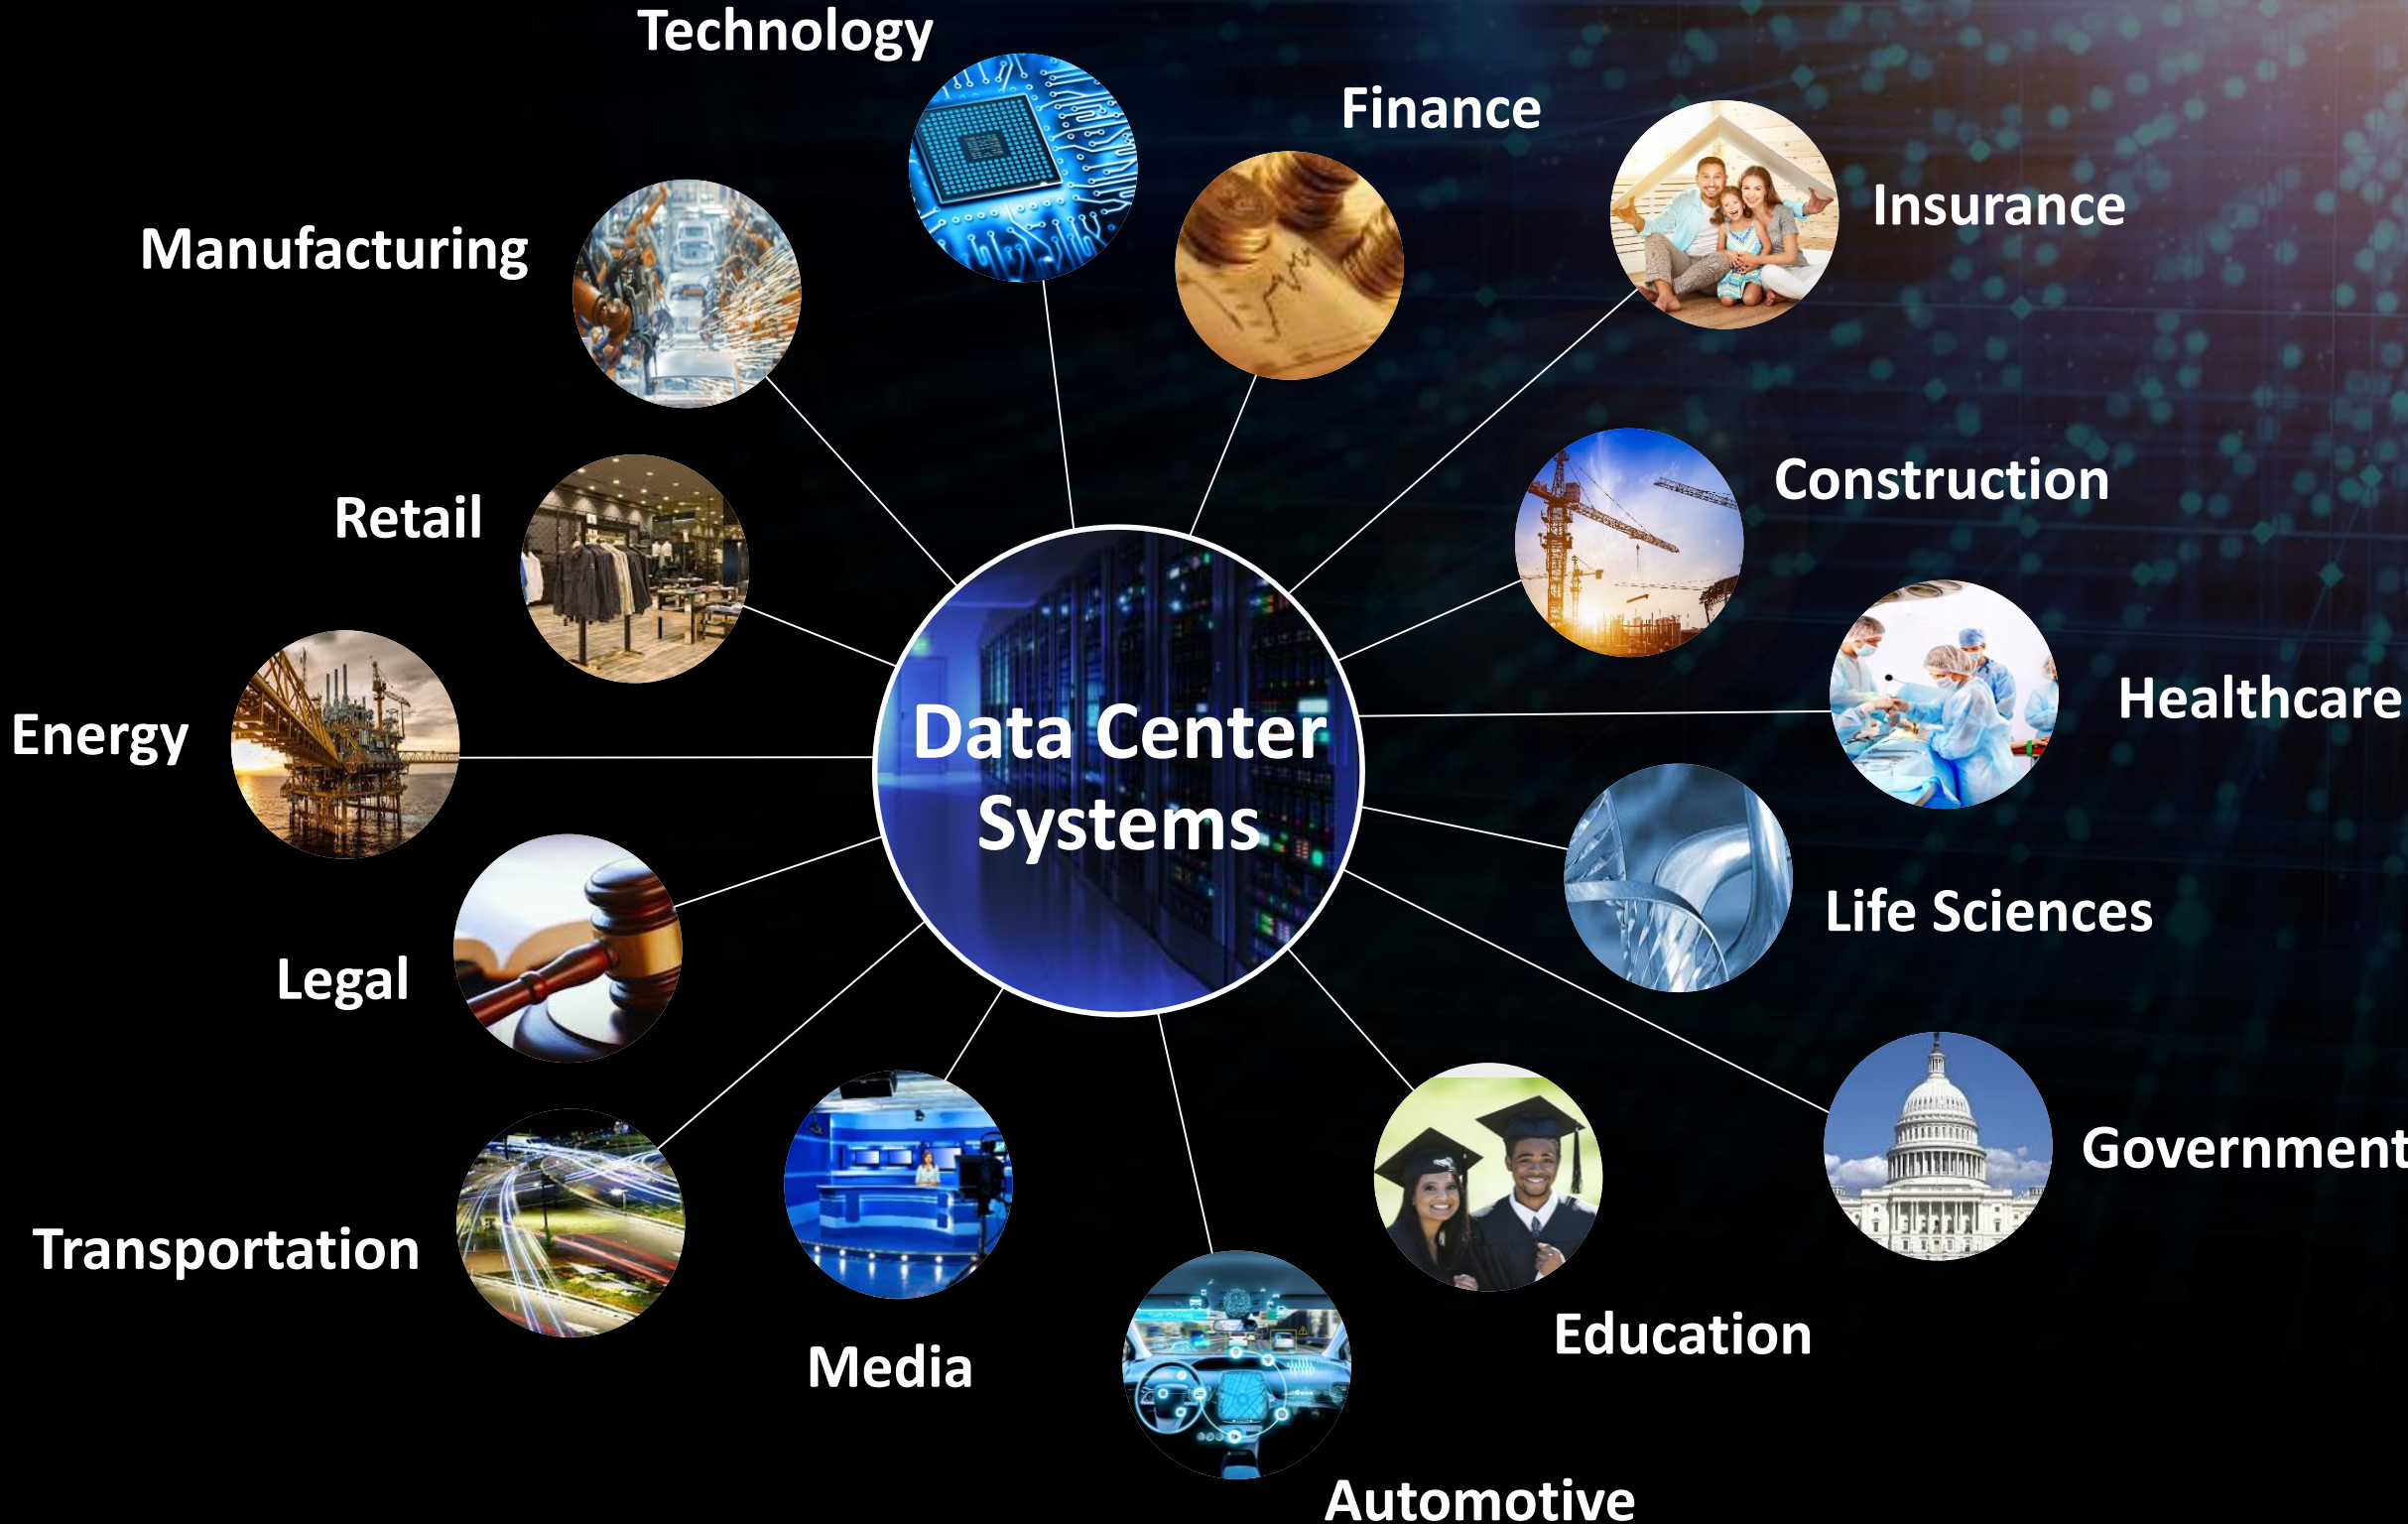 Technology
Finance
Insurance
Manufacturing
Construction
Retail
Healthcare
Energy
Data Center
Systems
Life Sciences
Legal
Government
Transportation
Education
Media
Automotive